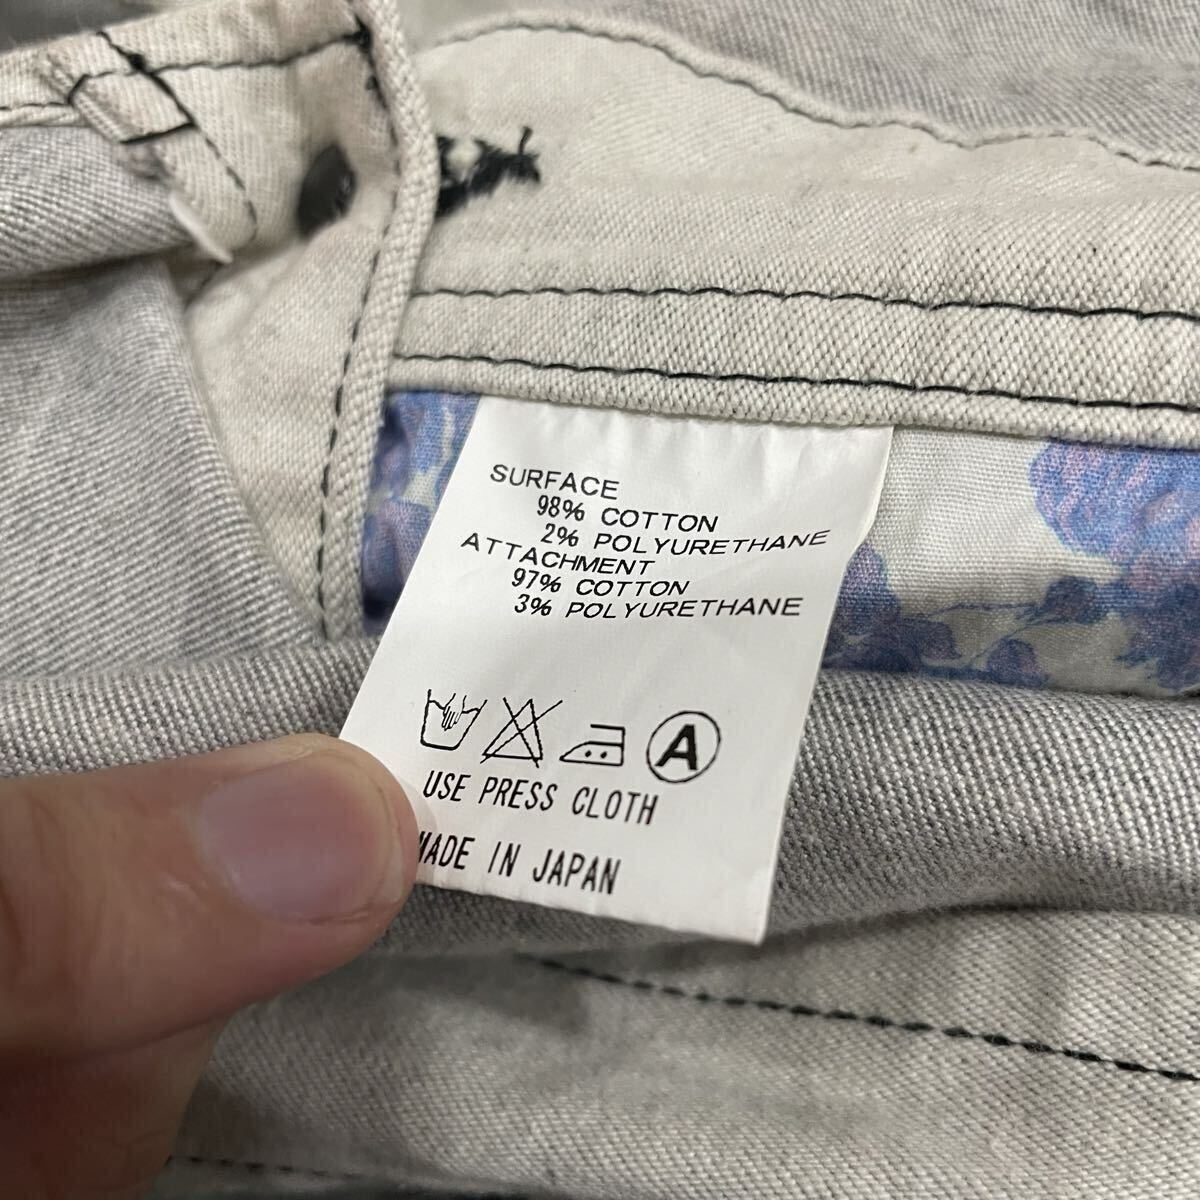 SURFACE
98% COTTON
2% POLYURETHANE
ATTACHMENT
97% COTTON
3% POLYURETHANE
A
USE PRESS CLOTH
MADE IN JAPAN